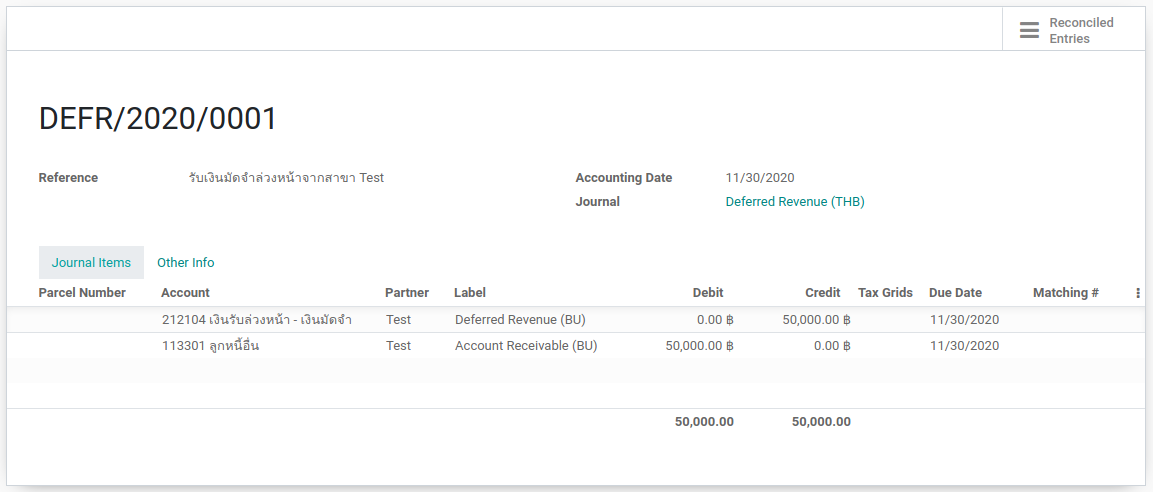 Reconciled
Entries
DEFR/2020/0001
Reference รับเงินมัดจำล่วงหน้าจากสาขา Test Accounting Date 11/30/2020
Journal Deferred Revenue (THB)
Journal Items Other Info
Parcel Number Account Partner Label Debit Credit Tax Grids Due Date Matching #
212104 เงินรับล่วงหน้า - เงินมัดจำ Test Deferred Revenue (BU) 0.00 ฿ 50,000.00 ฿ 11/30/2020
113301 ลูกหนี้อื่น Test Account Receivable (BU) 50,000.00 ฿ 0.00 ฿ 11/30/2020
50,000.00 50,000.00